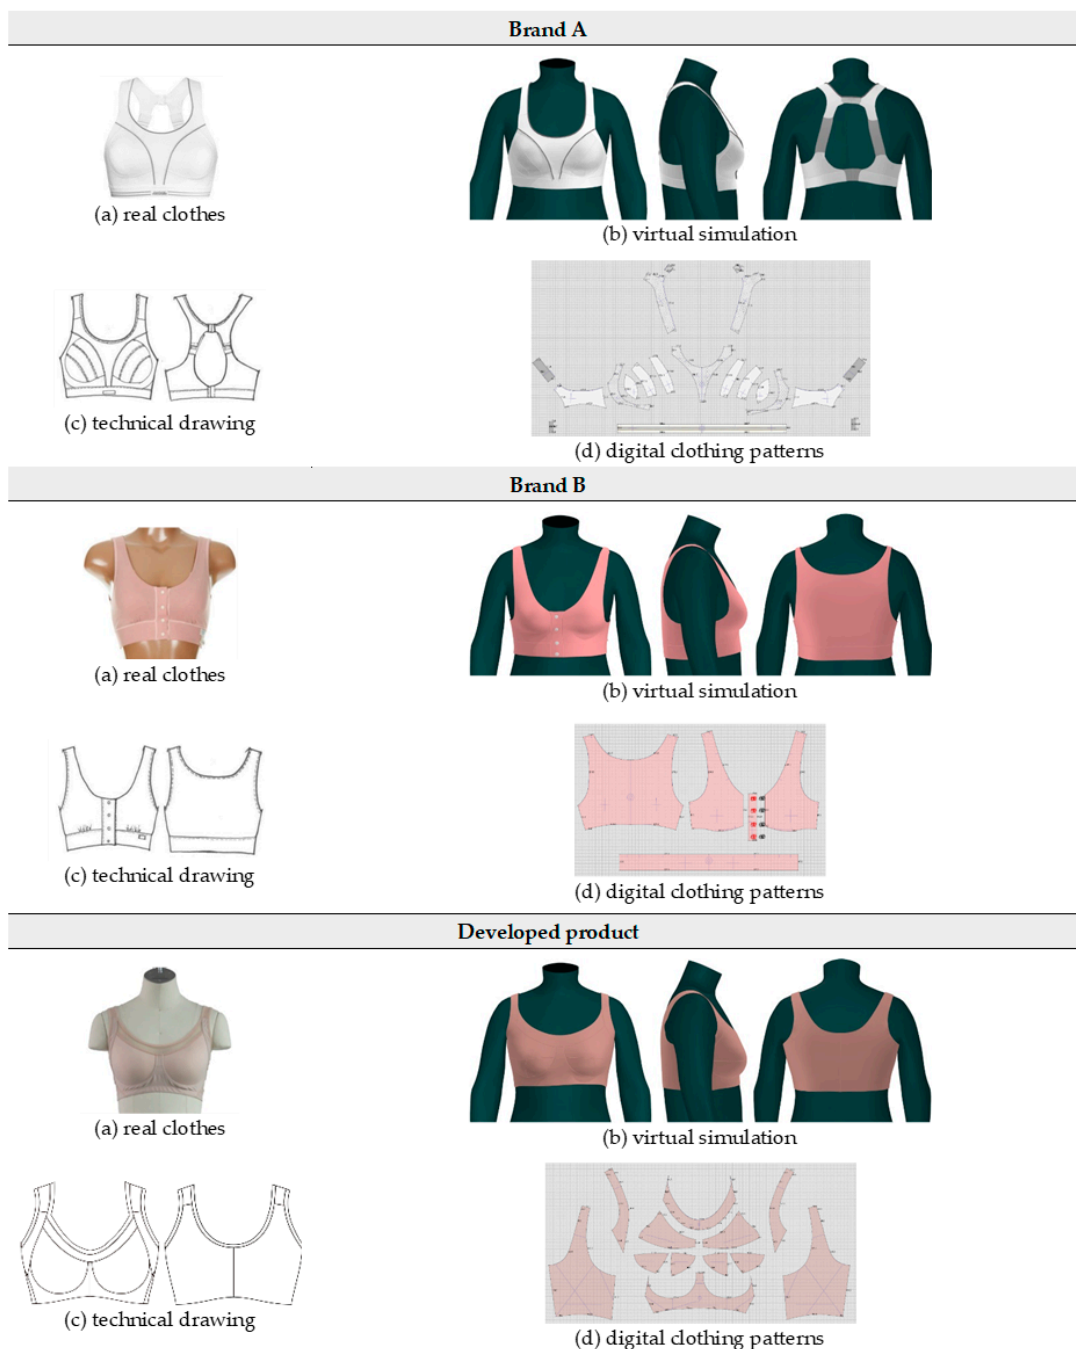 Brand A
(a) real clothes
(b) virtual simulation
(c) technical drawing
(d) digital clothing patterns
Brand B
(a) real clothes
(b) virtual simulation
(c) technical drawing
(d) digital clothing patterns
Developed product
(a) real clothes
(b) virtual simulation
(c) technical drawing
(d) digital clothing patterns